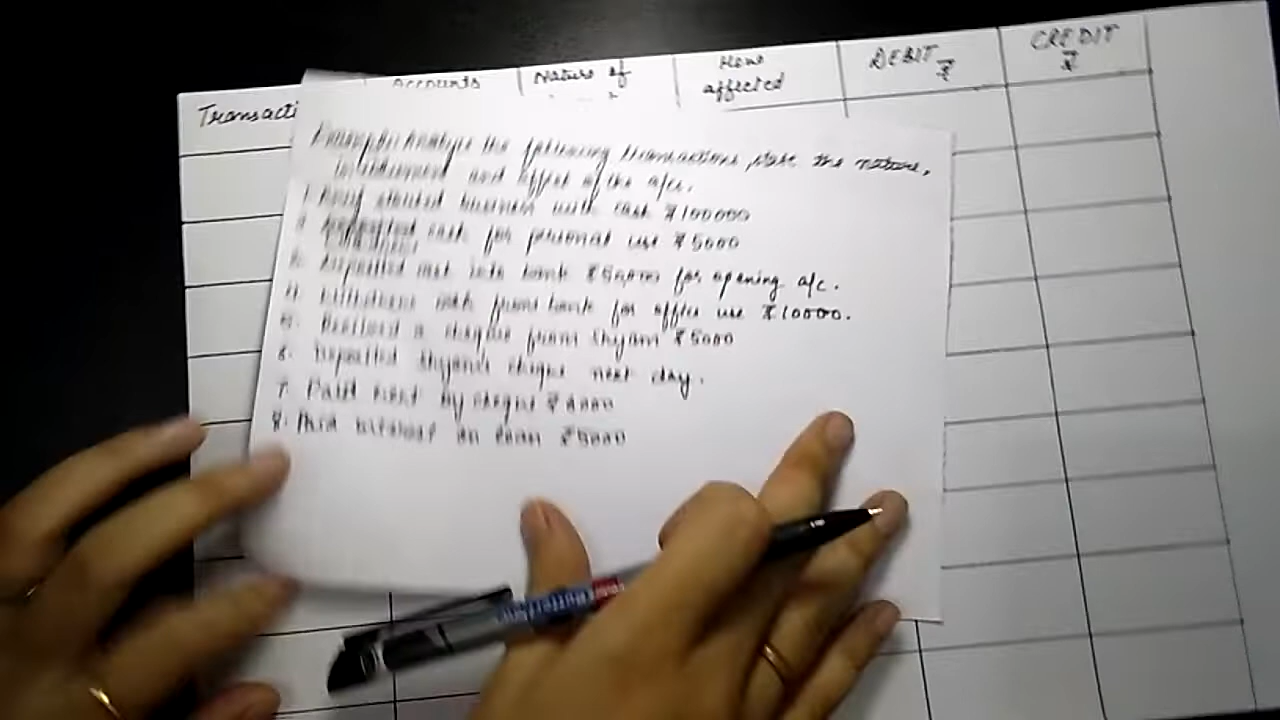 Transacti Accounts Nature of How affected DEBIT ₹ CREDIT ₹
Analyse the following transactions, state the nature,
and effect of the a/c.
1. started business with cash ₹100000
2. cash for personal use ₹5000
3. Deposited cash into bank for opening a/c.
4. Withdrew cash from bank for office use ₹10000.
5. Received a cheque from Shyam ₹5000
6. Deposited Shyam's cheque next day.
7. Paid rent by cheque
8. Paid interest on loan ₹5000